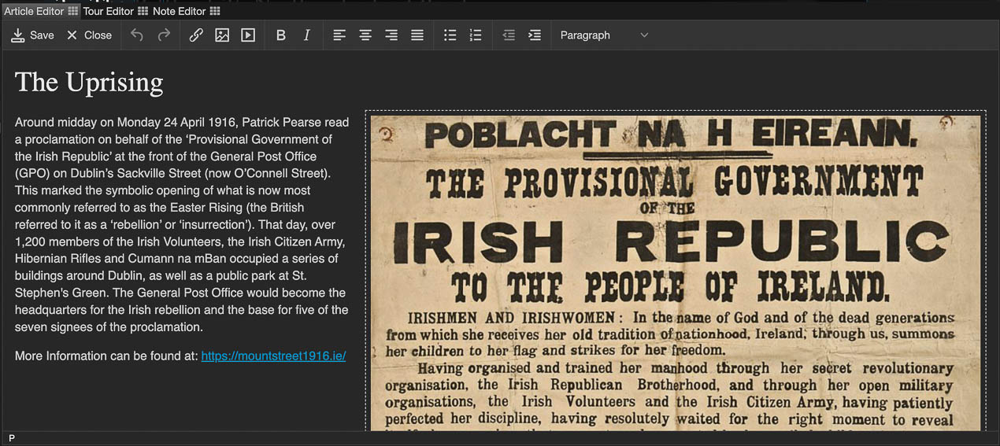 Article Editor Tour Editor Note Editor
Save Close B I Paragraph
The Uprising
Around midday on Monday 24 April 1916, Patrick Pearse read
a proclamation on behalf of the ‘Provisional Government of
the Irish Republic’ at the front of the General Post Office
(GPO) on Dublin’s Sackville Street (now O’Connell Street).
This marked the symbolic opening of what is now most
commonly referred to as the Easter Rising (the British
referred to it as a ‘rebellion’ or ‘insurrection’). That day, over
1,200 members of the Irish Volunteers, the Irish Citizen Army,
Hibernian Rifles and Cumann na mBan occupied a series of
buildings around Dublin, as well as a public park at St.
Stephen's Green. The General Post Office would become the
headquarters for the Irish rebellion and the base for five of the
seven signees of the proclamation.
More Information can be found at: https://mountstreet1916.ie/
POBLACHT NA H EIREANN.
THE PROVISIONAL GOVERNMENT
OF THE
IRISH REPUBLIC
TO THE PEOPLE OF IRELAND.
IRISHMEN AND IRISHWOMEN : In the name of God and of the dead generations
from which she receives her old tradition of nationhood, Ireland, through us, summons
her children to her flag and strikes for her freedom.
Having organised and trained her manhood through her secret revolutionary
organisation, the Irish Republican Brotherhood, and through her open military
organisations, the Irish Volunteers and the Irish Citizen Army, having patiently
perfected her discipline, having resolutely waited for the right moment to reveal
P